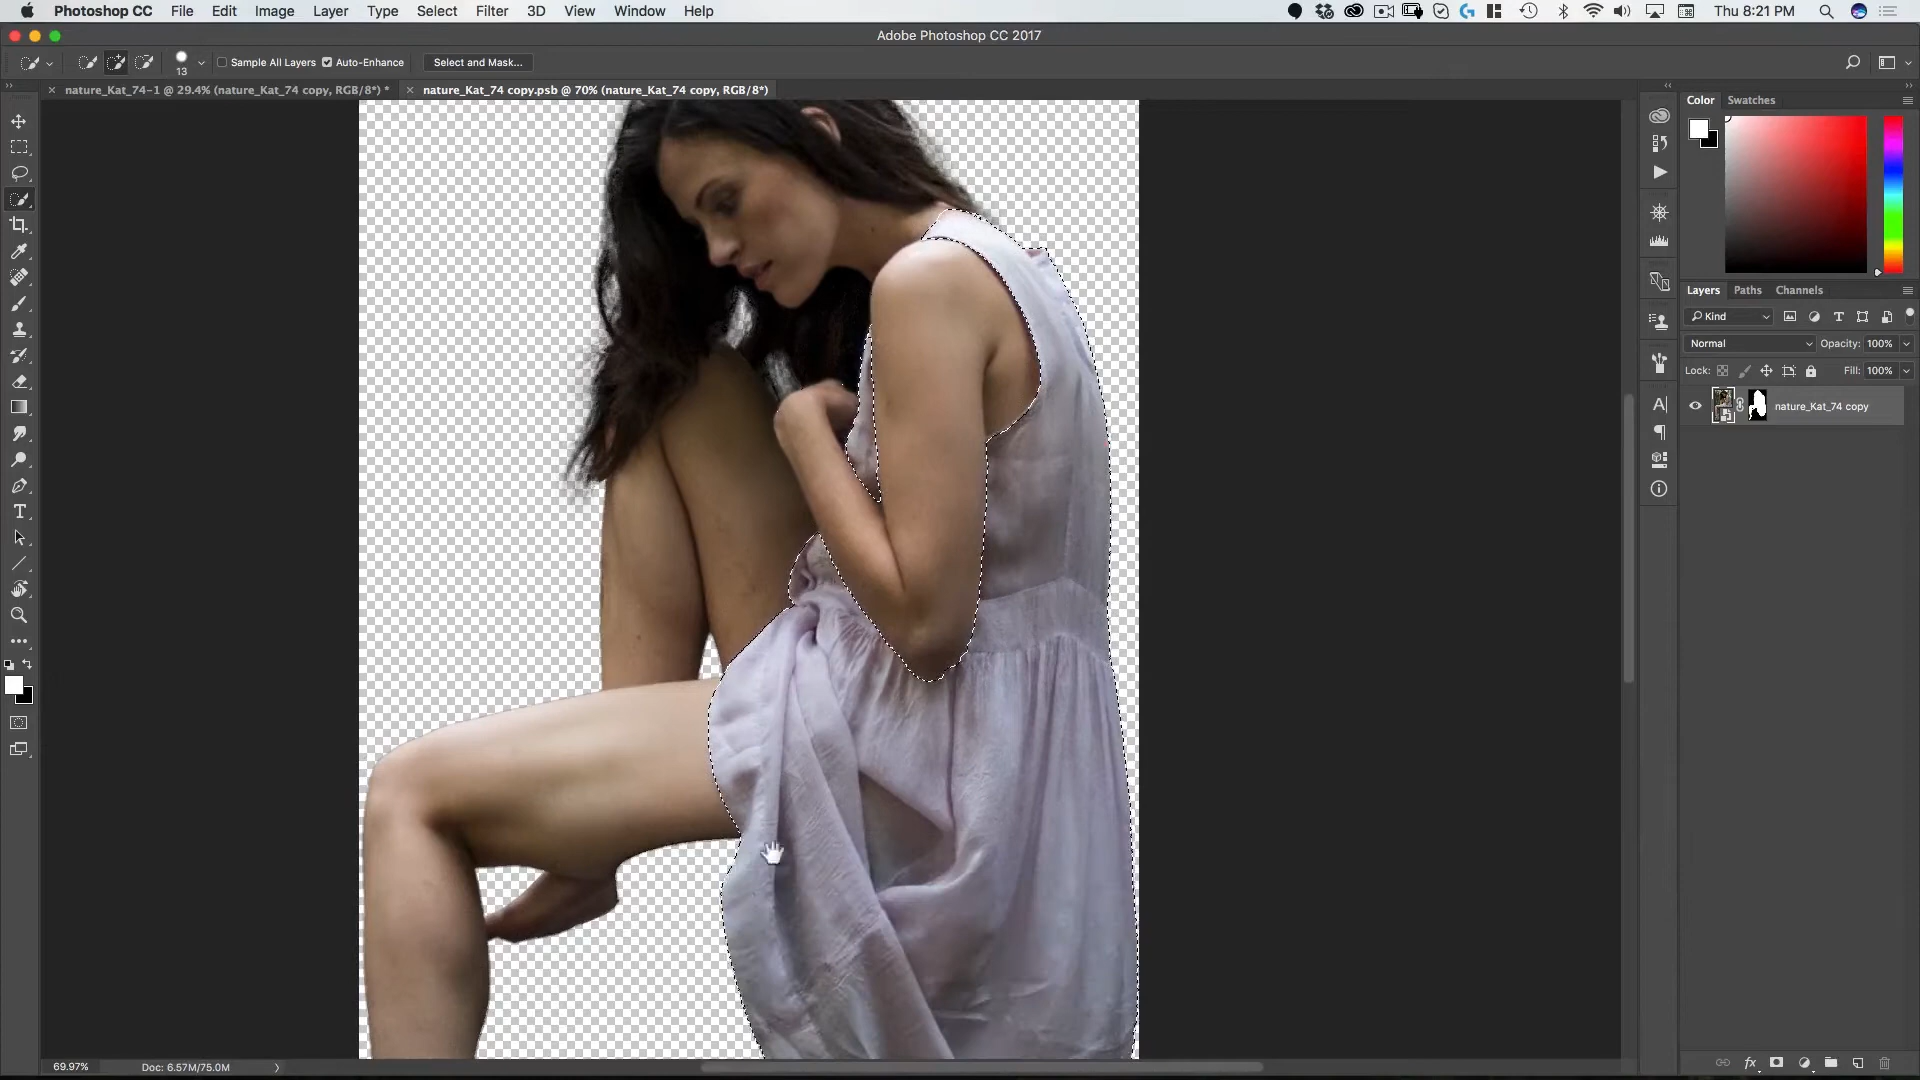 Photoshop CC File Edit Image Layer Type Select Filter 3D View Window Help Thu 8:21 PM
Adobe Photoshop CC 2017
13 Sample All Layers Auto-Enhance Select and Mask...
nature_Kat_74-1 @ 29.4% (nature_Kat_74 copy, RGB/8*) *
nature_Kat_74 copy.psb @ 70% (nature_Kat_74 copy, RGB/8*)
Color Swatches
Layers Paths Channels
Kind
Normal Opacity: 100%
Lock: Fill: 100%
nature_Kat_74 copy
69.97% Doc: 6.57M/75.0M